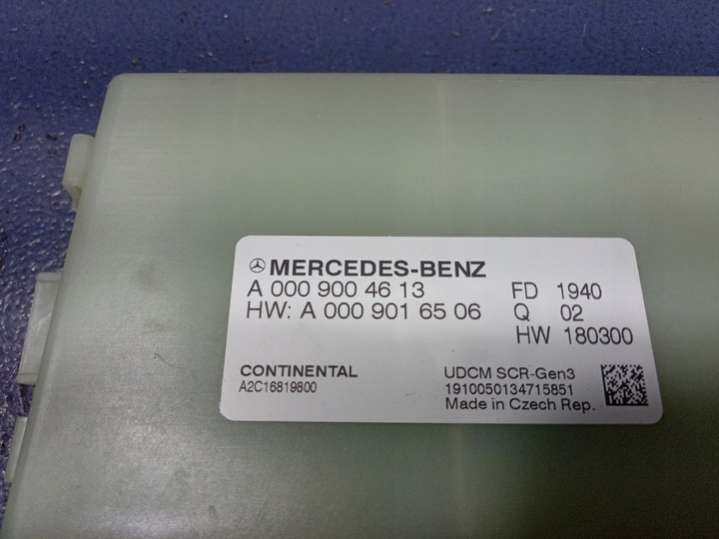 MERCEDES-BENZ
A 000 900 46 13
HW: A 000 901 65 06
FD 1940
Q 02
HW 180300
CONTINENTAL
A2C16819800
UDCM SCR-Gen3
1910050134715851
Made in Czech Rep.